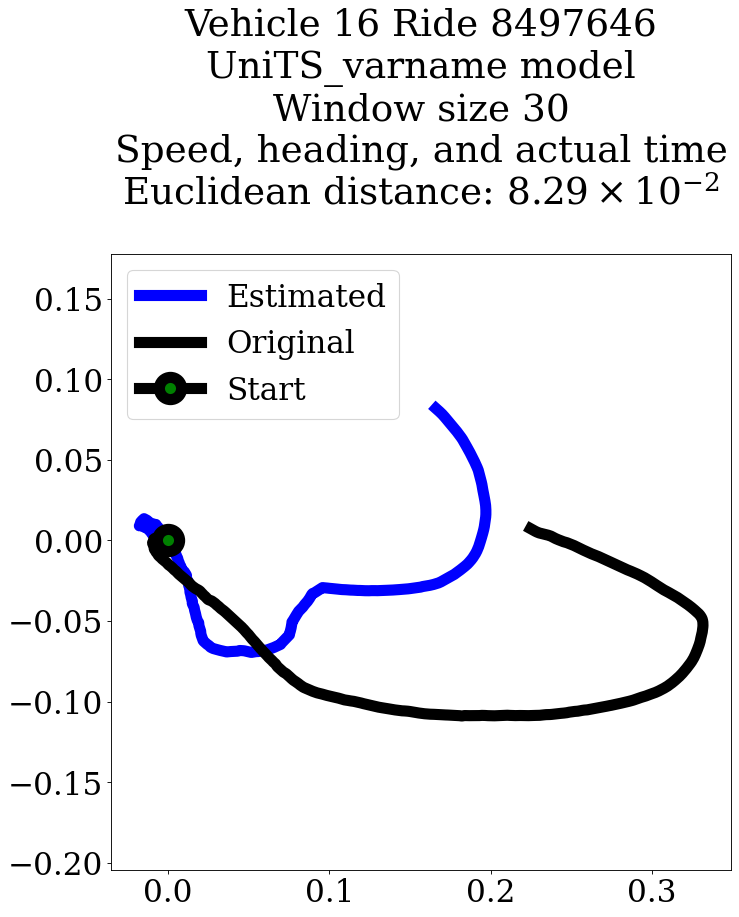 Vehicle 16 Ride 8497646
UniTS_varname model
Window size 30
Speed, heading, and actual time
Euclidean distance: 8.29 × 10⁻²
Estimated
Original
Start
0.15
0.10
0.05
0.00
−0.05
−0.10
−0.15
−0.20
0.0 0.1 0.2 0.3